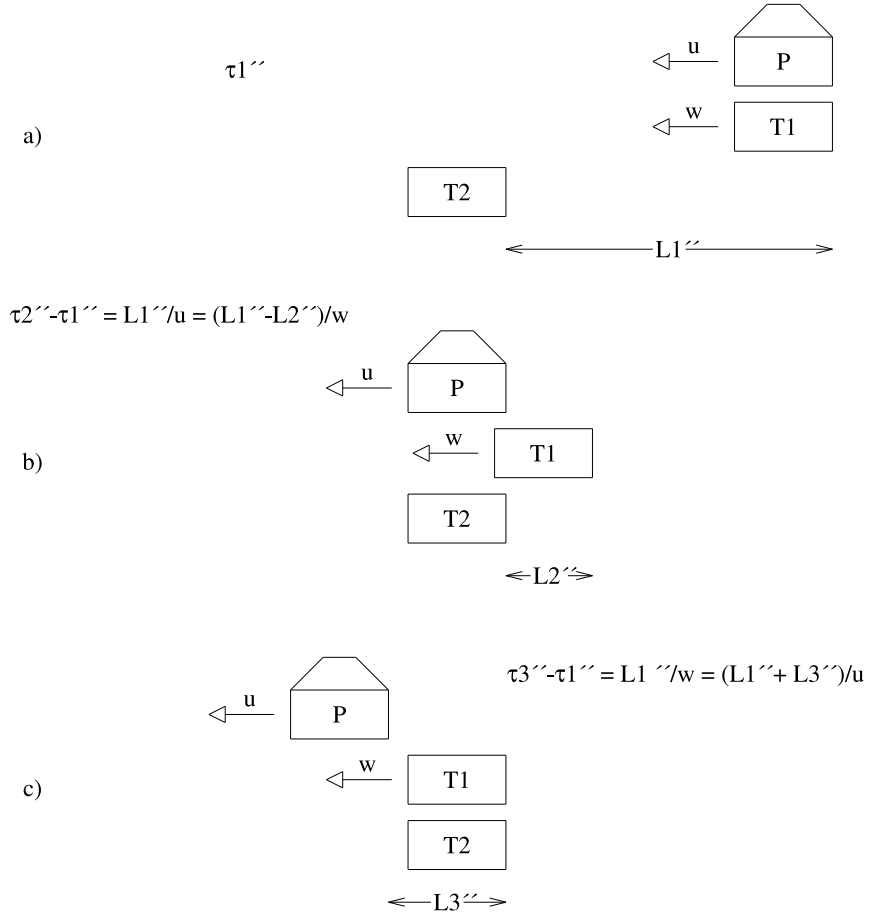 u
P
τ1´´
w
T1
a)
T2
L1´´
τ2´´-τ1´´ = L1´´/u = (L1´´-L2´´)/w
u
P
w
T1
b)
T2
L2´´
τ3´´-τ1´´ = L1 ´´/w = (L1´´+ L3´´)/u
u
P
w
T1
c)
T2
L3´´